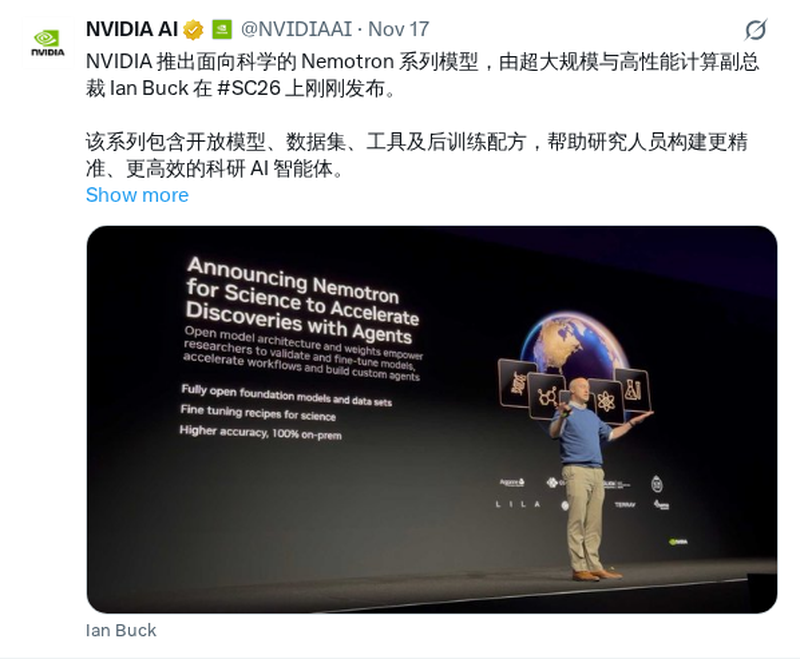 NVIDIA AI @NVIDIAAI · Nov 17
NVIDIA 推出面向科学的 Nemotron 系列模型，由超大规模与高性能计算副总
裁 Ian Buck 在 #SC26 上刚刚发布。
该系列包含开放模型、数据集、工具及后训练配方，帮助研究人员构建更精
准、更高效的科研 AI 智能体。
Show more
Announcing Nemotron
for Science to Accelerate
Discoveries with Agents
Open model architecture and weights empower
researchers to validate and fine-tune models,
accelerate workflows and build custom agents
Fully open foundation models and data sets
Fine tuning recipes for science
Higher accuracy, 100% on-prem
LILA
TERRAY
NVIDIA
Ian Buck